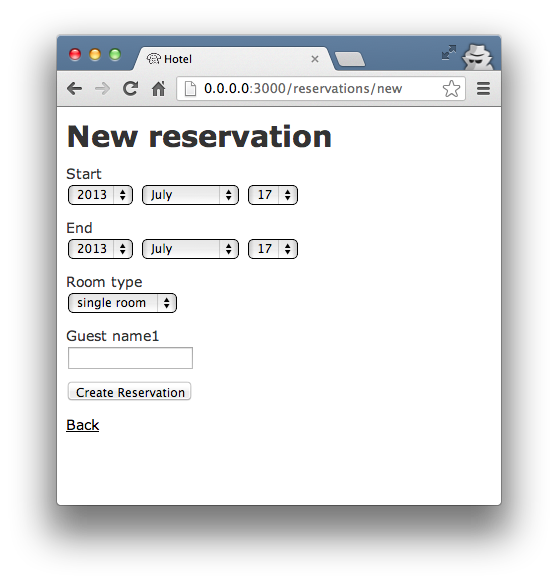 Hotel
0.0.0.0:3000/reservations/new
New reservation
Start
2013 July 17
End
2013 July 17
Room type
single room
Guest name1
Create Reservation
Back